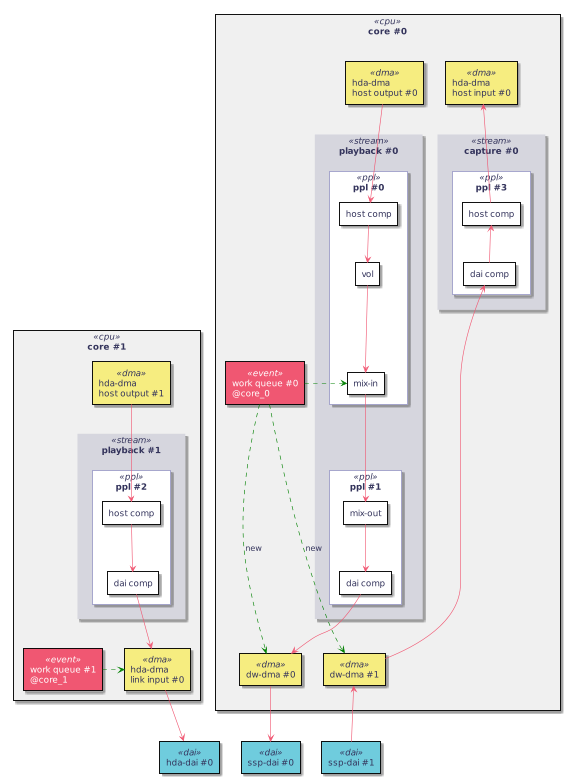 «cpu»
core #0
«dma»
hda-dma
host output #0
«dma»
hda-dma
host input #0
«stream»
playback #0
«stream»
capture #0
«ppl»
ppl #0
«ppl»
ppl #3
host comp
host comp
vol
dai comp
«cpu»
core #1
«dma»
hda-dma
host output #1
«event»
work queue #0
@core_0
mix-in
«stream»
playback #1
«ppl»
ppl #2
«ppl»
ppl #1
host comp
mix-out
new
new
dai comp
dai comp
«event»
work queue #1
@core_1
«dma»
hda-dma
link input #0
«dma»
dw-dma #0
«dma»
dw-dma #1
«dai»
hda-dai #0
«dai»
ssp-dai #0
«dai»
ssp-dai #1